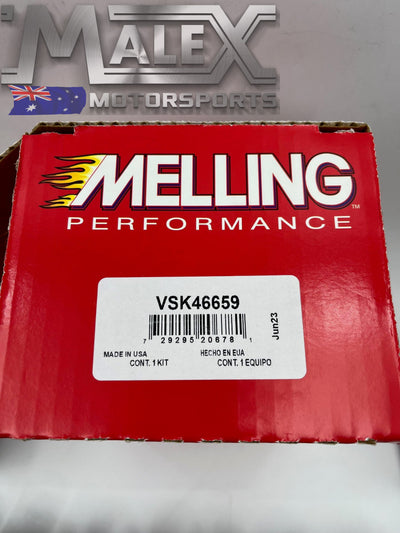 MALEX
MOTORSPORTS
MELLING™
PERFORMANCE
VSK46659
7 29295 20678 1
Jun23
MADE IN USA HECHO EN EUA
CONT. 1 KIT CONT. 1 EQUIPO